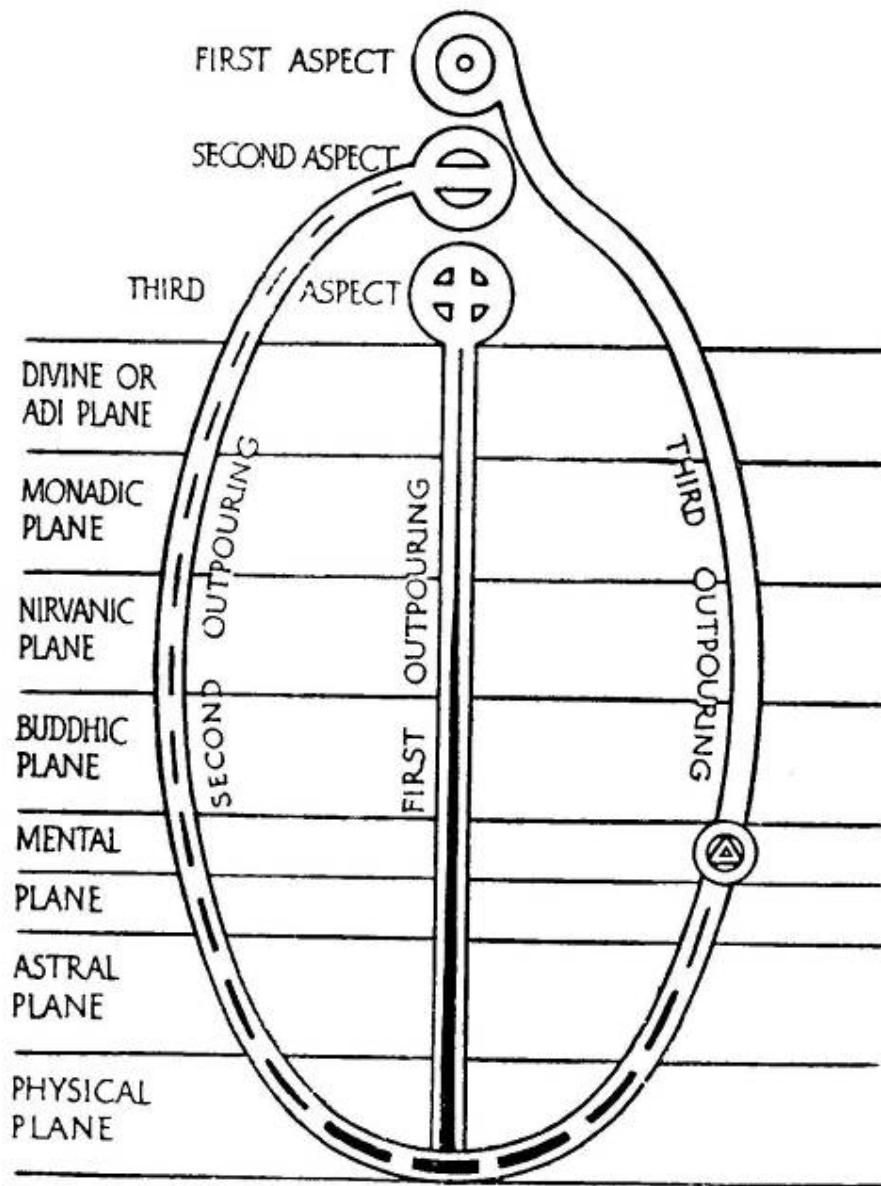 FIRST ASPECT
SECOND ASPECT
THIRD ASPECT
DIVINE OR
ADI PLANE
MONADIC
PLANE
NIRVANIC
PLANE
BUDDHIC
PLANE
MENTAL
PLANE
ASTRAL
PLANE
PHYSICAL
PLANE
SECOND OUTPOURING
FIRST OUTPOURING
THIRD OUTPOURING